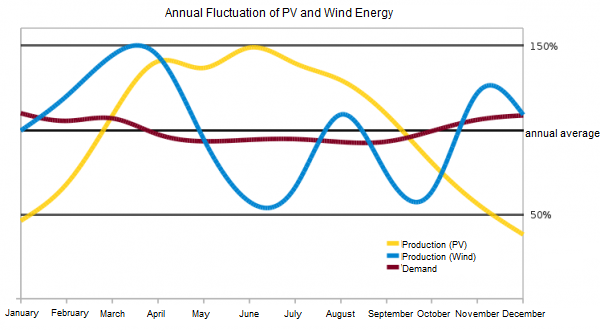 Annual Fluctuation of PV and Wind Energy
150%
annual average
50%
Production (PV)
Production (Wind)
Demand
January February March April May June July August September October November December